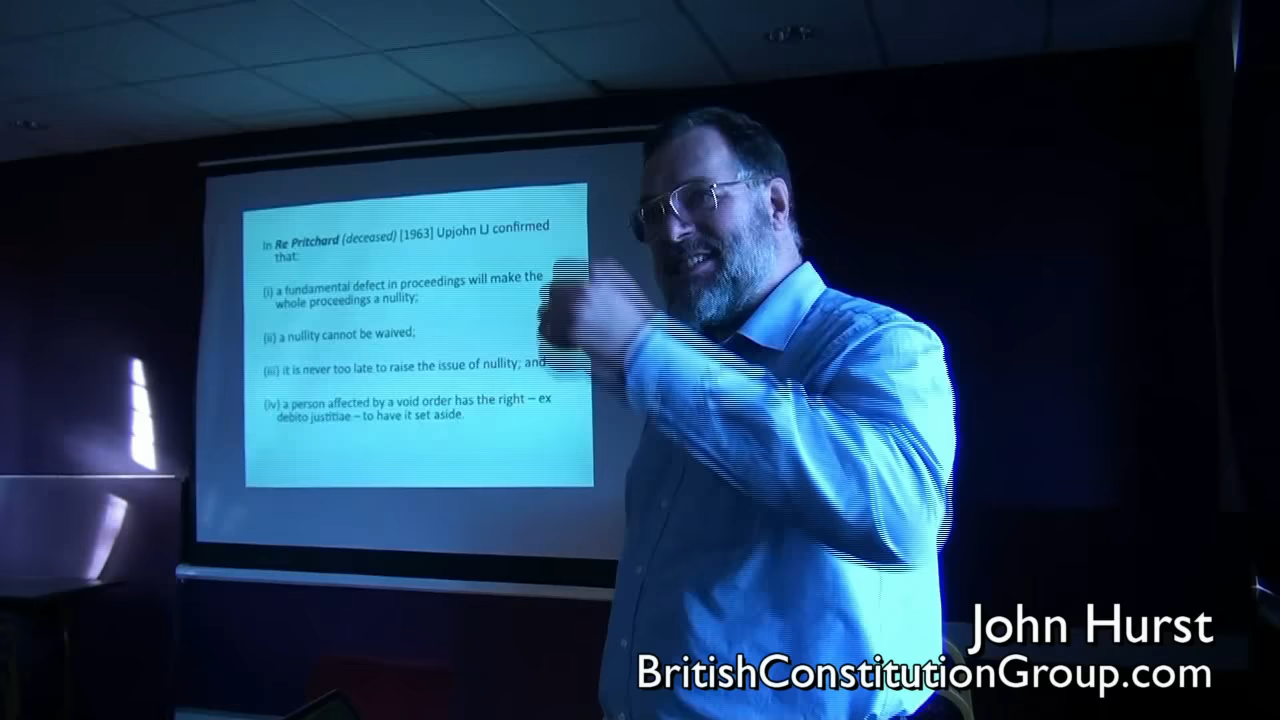 In Re Pritchard (deceased) [1963] Upjohn LJ confirmed
that:
(i) a fundamental defect in proceedings will make the
whole proceedings a nullity;
(ii) a nullity cannot be waived;
(iii) it is never too late to raise the issue of nullity; and
(iv) a person affected by a void order has the right – ex
debito justitiae – to have it set aside.
John Hurst
BritishConstitutionGroup.com